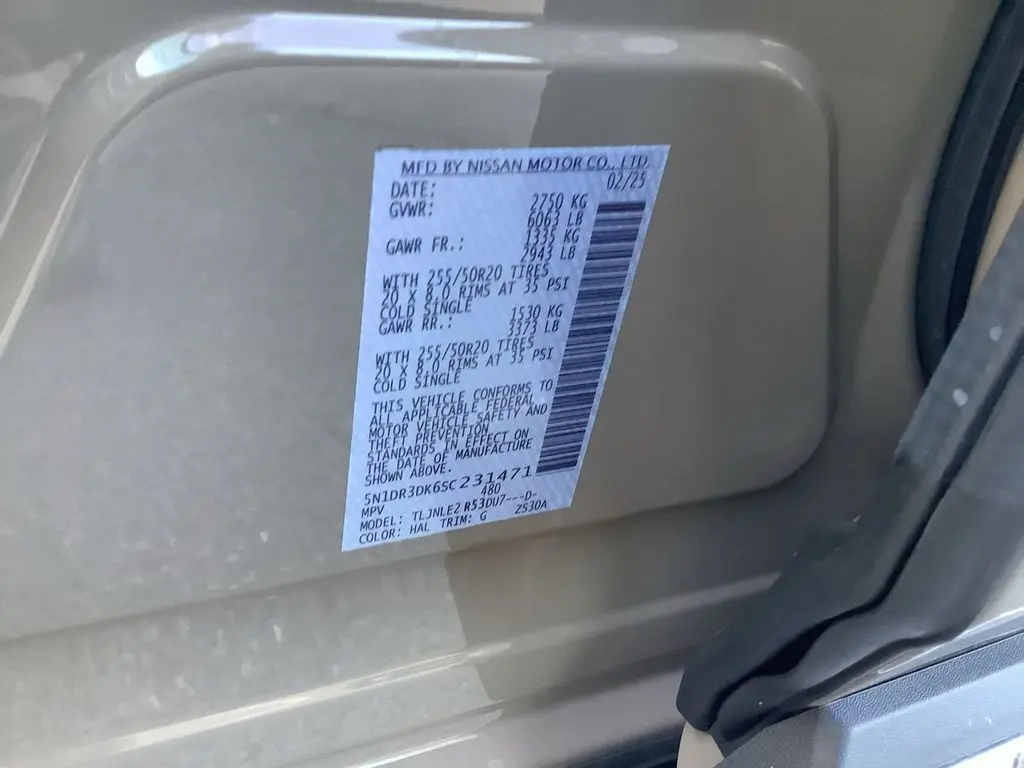 MFD BY NISSAN MOTOR CO., LTD.
DATE: 02/25
GVWR: 2750 KG
6063 LB
GAWR FR.: 1335 KG
2943 LB
WITH 255/50R20 TIRES
20 X 8.0 RIMS AT 35 PSI
COLD SINGLE
GAWR RR.: 1530 KG
3373 LB
WITH 255/50R20 TIRES
20 X 8.0 RIMS AT 35 PSI
COLD SINGLE
THIS VEHICLE CONFORMS TO
ALL APPLICABLE FEDERAL
MOTOR VEHICLE SAFETY AND
THEFT PREVENTION
STANDARDS IN EFFECT ON
THE DATE OF MANUFACTURE
SHOWN ABOVE.
5N1DR3DK6SC231471
MPV 480
MODEL: TLJNLE2 R53DU7---D-
COLOR: HAL TRIM: G ZS30A